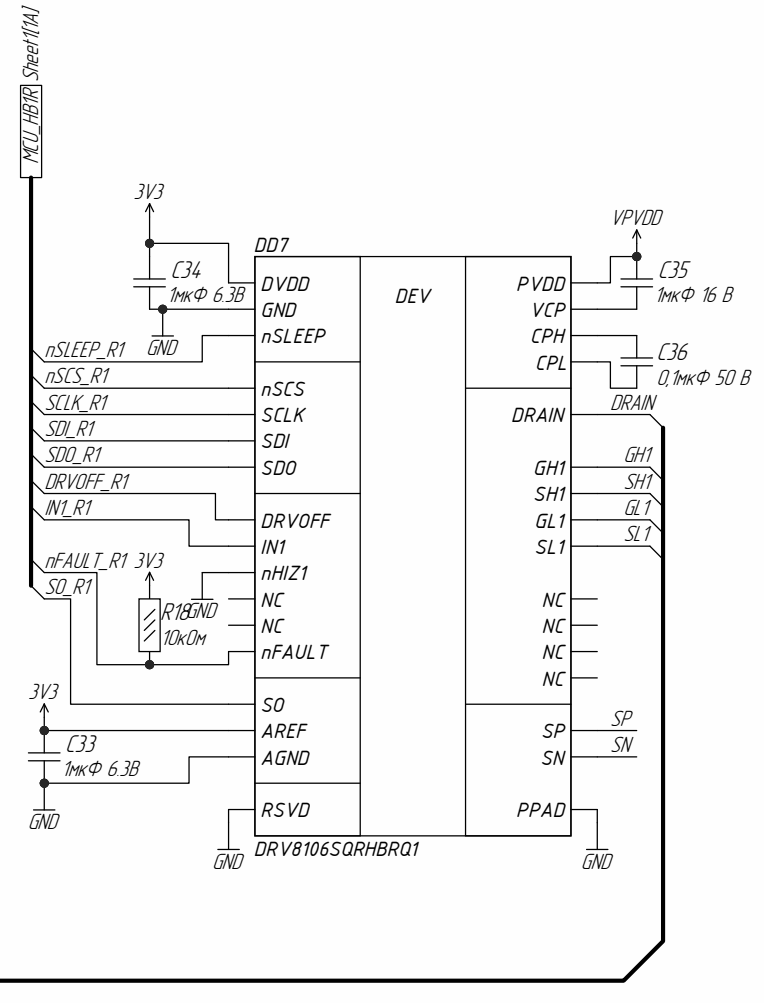 MCU_HB1R Sheet1[1A]
3V3
VPVDD
DD7
C34
1мкФ 6.3В
DVDD
DEV
PVDD
C35
1мкФ 16 В
GND
VCP
nSLEEP_R1
GND
nSLEEP
CPH
nSCS_R1
CPL
C36
0,1мкФ 50 В
SCLK_R1
nSCS
DRAIN
SDI_R1
SCLK
DRAIN
SDO_R1
SDI
DRVOFF_R1
SDO
GH1
GH1
IN1_R1
SH1
SH1
DRVOFF
GL1
GL1
IN1
SL1
SL1
nFAULT_R1
3V3
nHIZ1
SO_R1
R18
GND
NC
NC
10кОм
NC
NC
nFAULT
NC
NC
3V3
SO
C33
AREF
SP
SP
1мкФ 6.3В
AGND
SN
SN
GND
RSVD
PPAD
GND
DRV8106SQRHBRQ1
GND